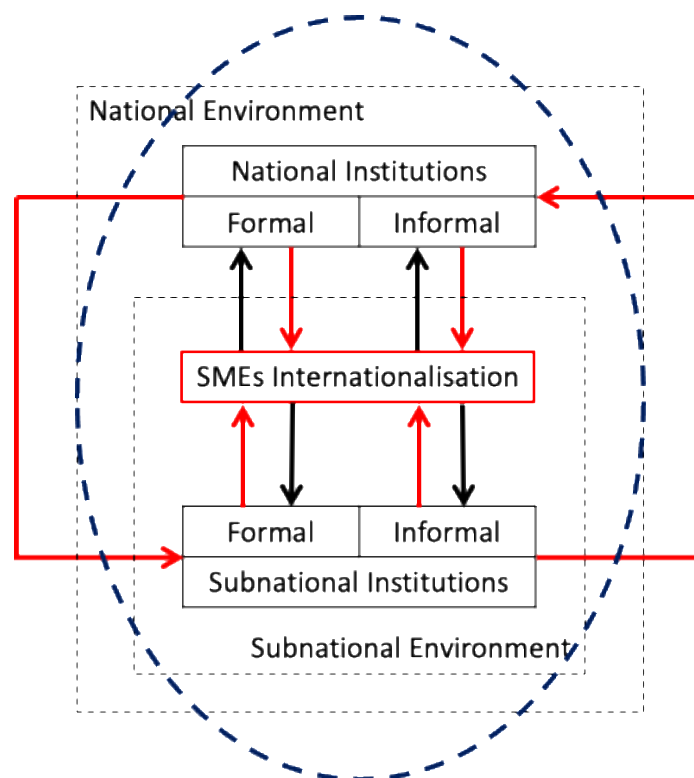 National Environment
National Institutions
Formal
Informal
SMEs Internationalisation
Formal
Informal
Subnational Institutions
Subnational Environment